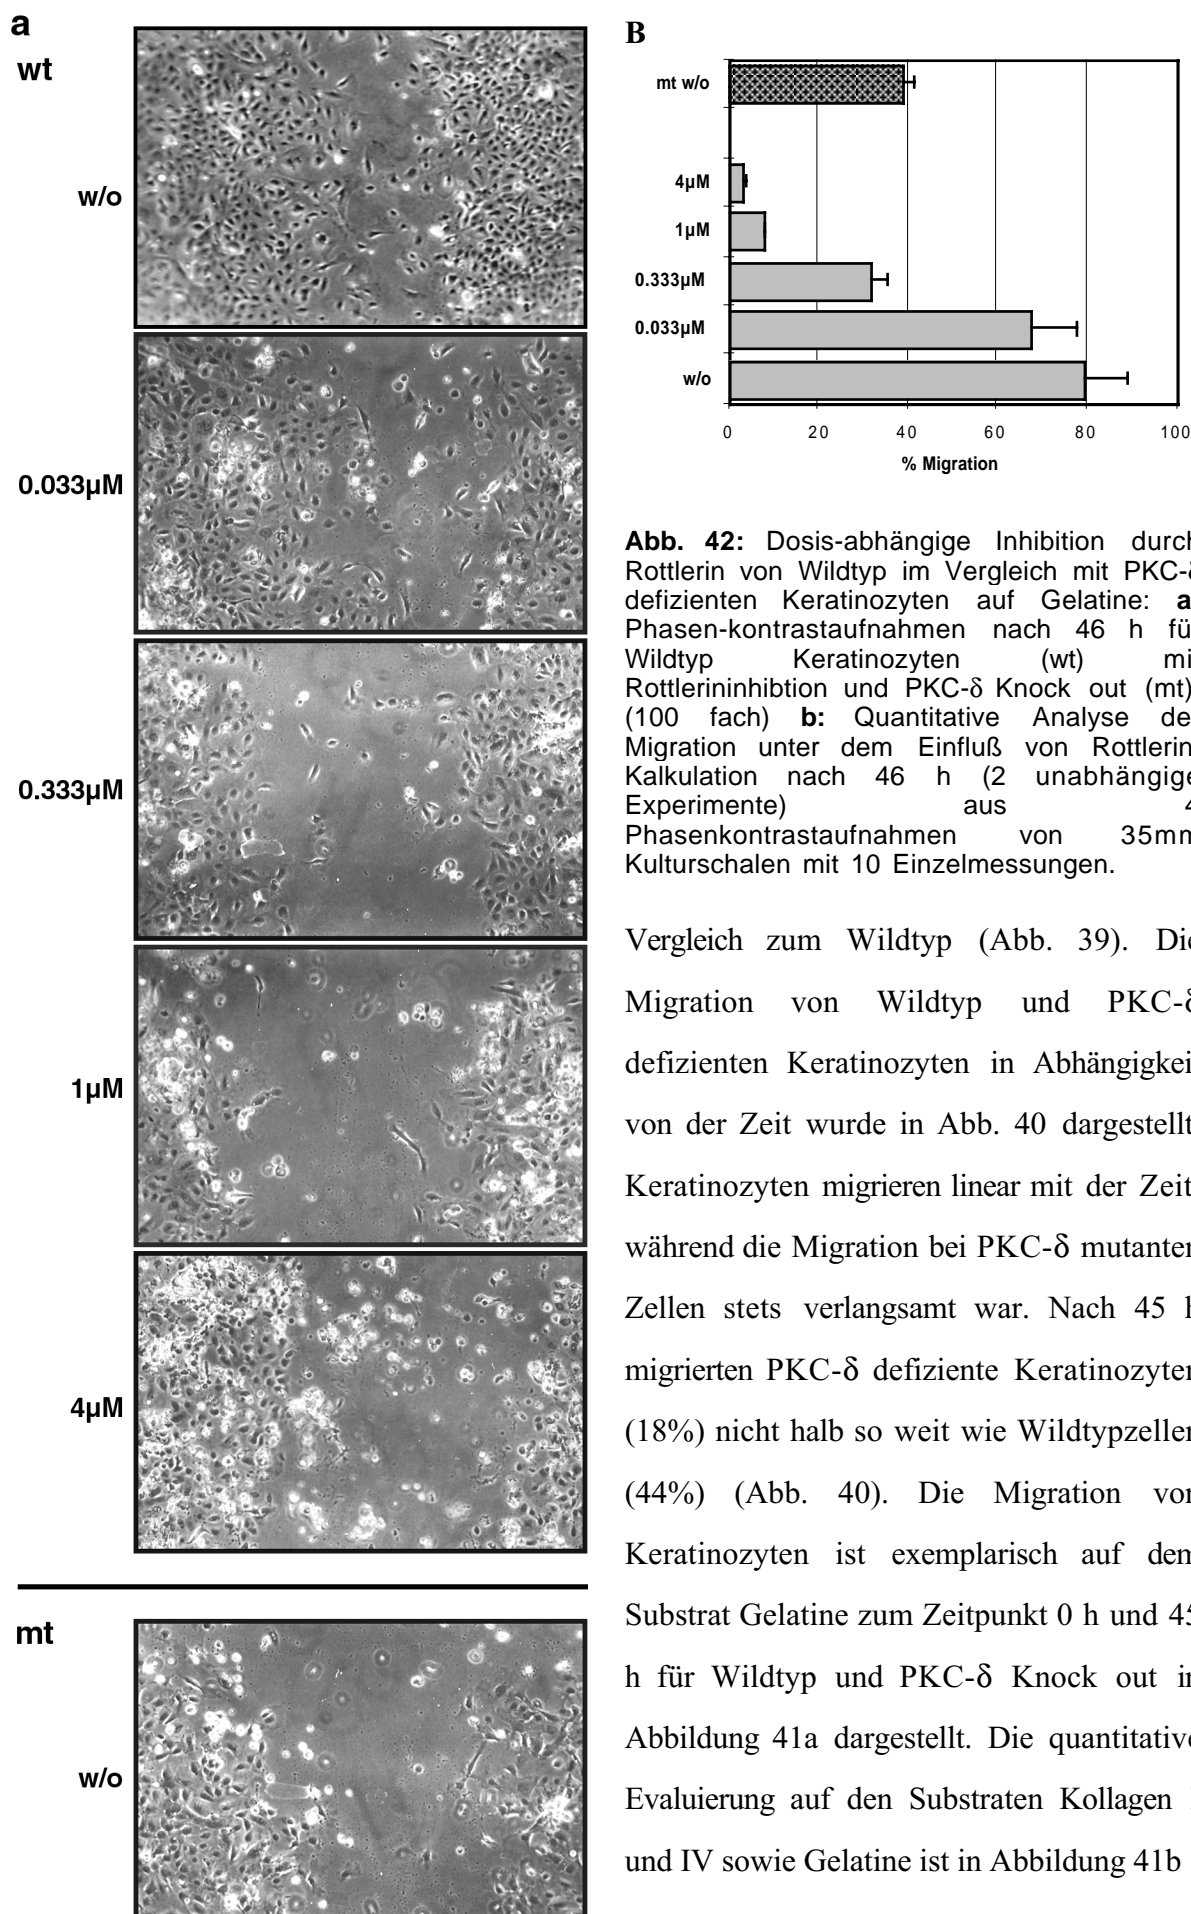 a
wt
w/o
0.033µM
0.333µM
1µM
4µM
mt
w/o
B
mt w/o
4µM
1µM
0.333µM
0.033µM
w/o
0 20 40 60 80 100
% Migration
Abb. 42: Dosis-abhängige Inhibition durch
Rottlerin von Wildtyp im Vergleich mit PKC-δ
defizienten Keratinozyten auf Gelatine: a
Phasen-kontrastaufnahmen nach 46 h fü
Wildtyp Keratinozyten (wt) mi
Rottlerininhibtion und PKC-δ Knock out (mt)
(100 fach) b: Quantitative Analyse de
Migration unter dem Einfluß von Rottlerin
Kalkulation nach 46 h (2 unabhängige
Experimente) aus 4
Phasenkontrastaufnahmen von 35mm
Kulturschalen mit 10 Einzelmessungen.
Vergleich zum Wildtyp (Abb. 39). Die
Migration von Wildtyp und PKC-δ
defizienten Keratinozyten in Abhängigkei
von der Zeit wurde in Abb. 40 dargestellt
Keratinozyten migrieren linear mit der Zeit
während die Migration bei PKC-δ mutanten
Zellen stets verlangsamt war. Nach 45 h
migrierten PKC-δ defiziente Keratinozyten
(18%) nicht halb so weit wie Wildtypzellen
(44%) (Abb. 40). Die Migration von
Keratinozyten ist exemplarisch auf dem
Substrat Gelatine zum Zeitpunkt 0 h und 45
h für Wildtyp und PKC-δ Knock out in
Abbildung 41a dargestellt. Die quantitative
Evaluierung auf den Substraten Kollagen I
und IV sowie Gelatine ist in Abbildung 41b